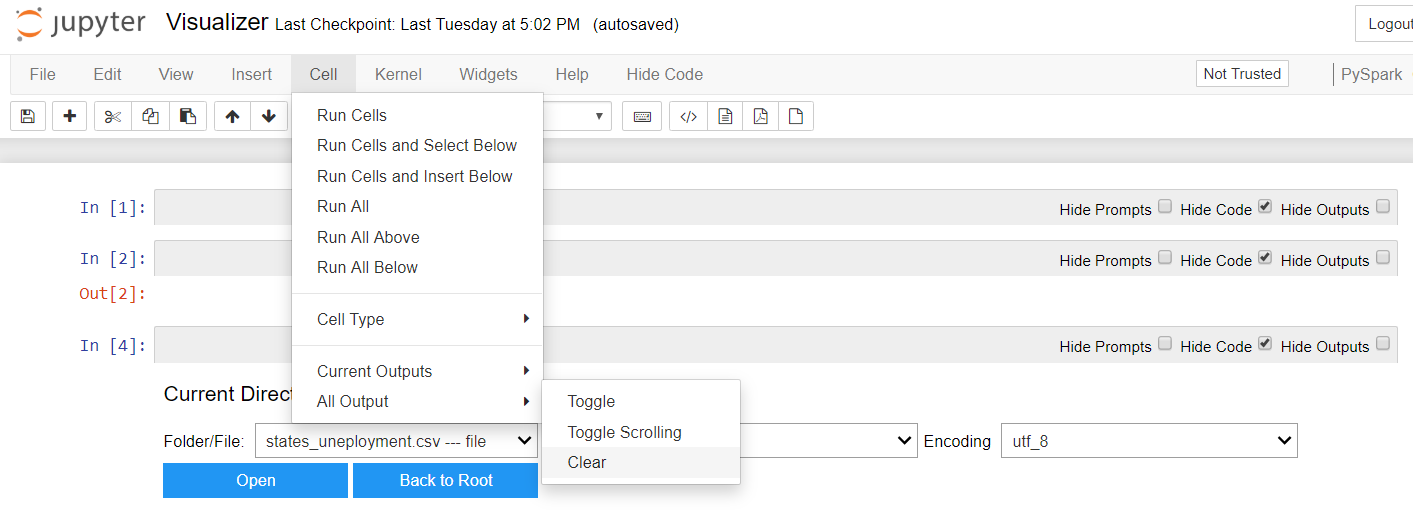 jupyter Visualizer Last Checkpoint: Last Tuesday at 5:02 PM (autosaved)
Logout
File Edit View Insert Cell Kernel Widgets Help Hide Code Not Trusted PySpark
Run Cells
Run Cells and Select Below
Run Cells and Insert Below
Run All
Run All Above
Run All Below
Cell Type
Current Outputs
All Output
Toggle
Toggle Scrolling
Clear
In [1]: Hide Prompts Hide Code Hide Outputs
In [2]: Hide Prompts Hide Code Hide Outputs
Out[2]:
In [4]: Hide Prompts Hide Code Hide Outputs
Current Direc
Folder/File: states_uneployment.csv --- file Encoding utf_8
Open Back to Root